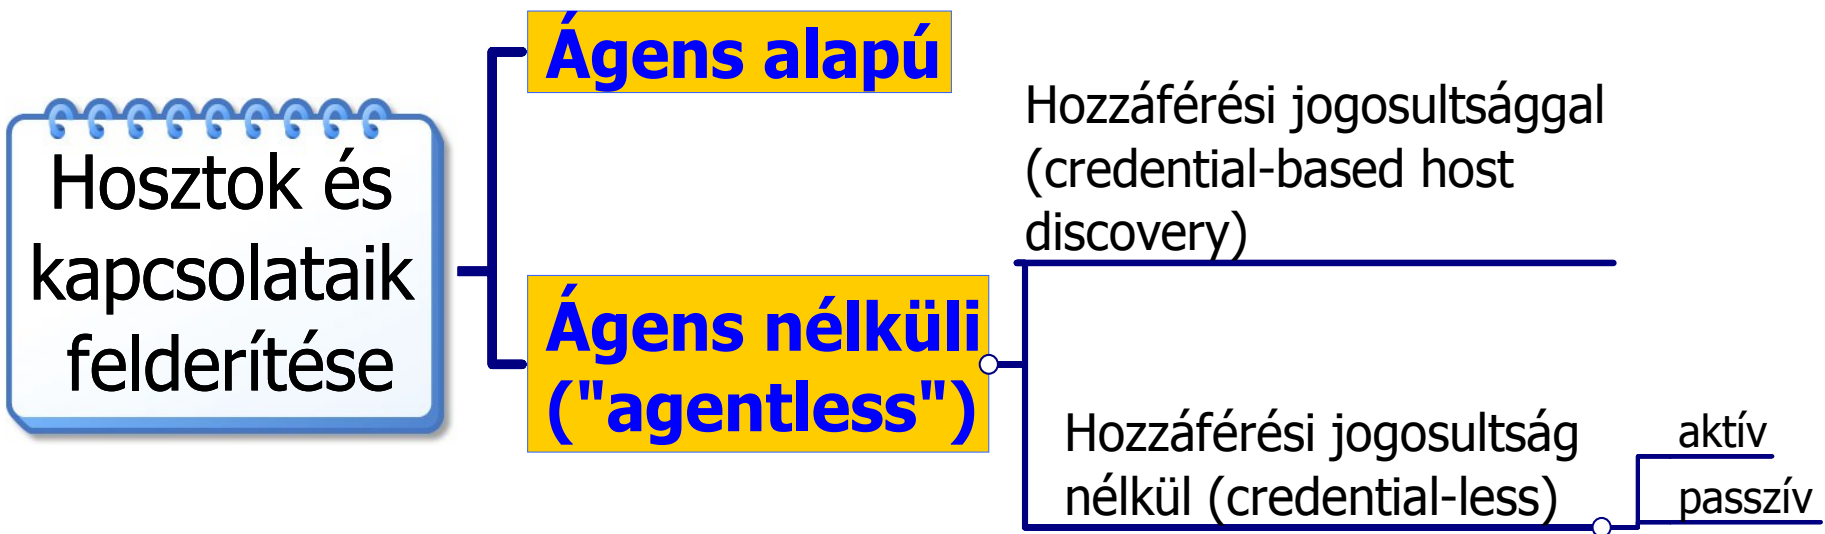 Hosztok és
kapcsolataik
felderítése
Ágens alapú
Ágens nélküli
("agentless")
Hozzáférési jogosultsággal
(credential-based host
discovery)
Hozzáférési jogosultság
nélkül (credential-less)
aktív
passzív